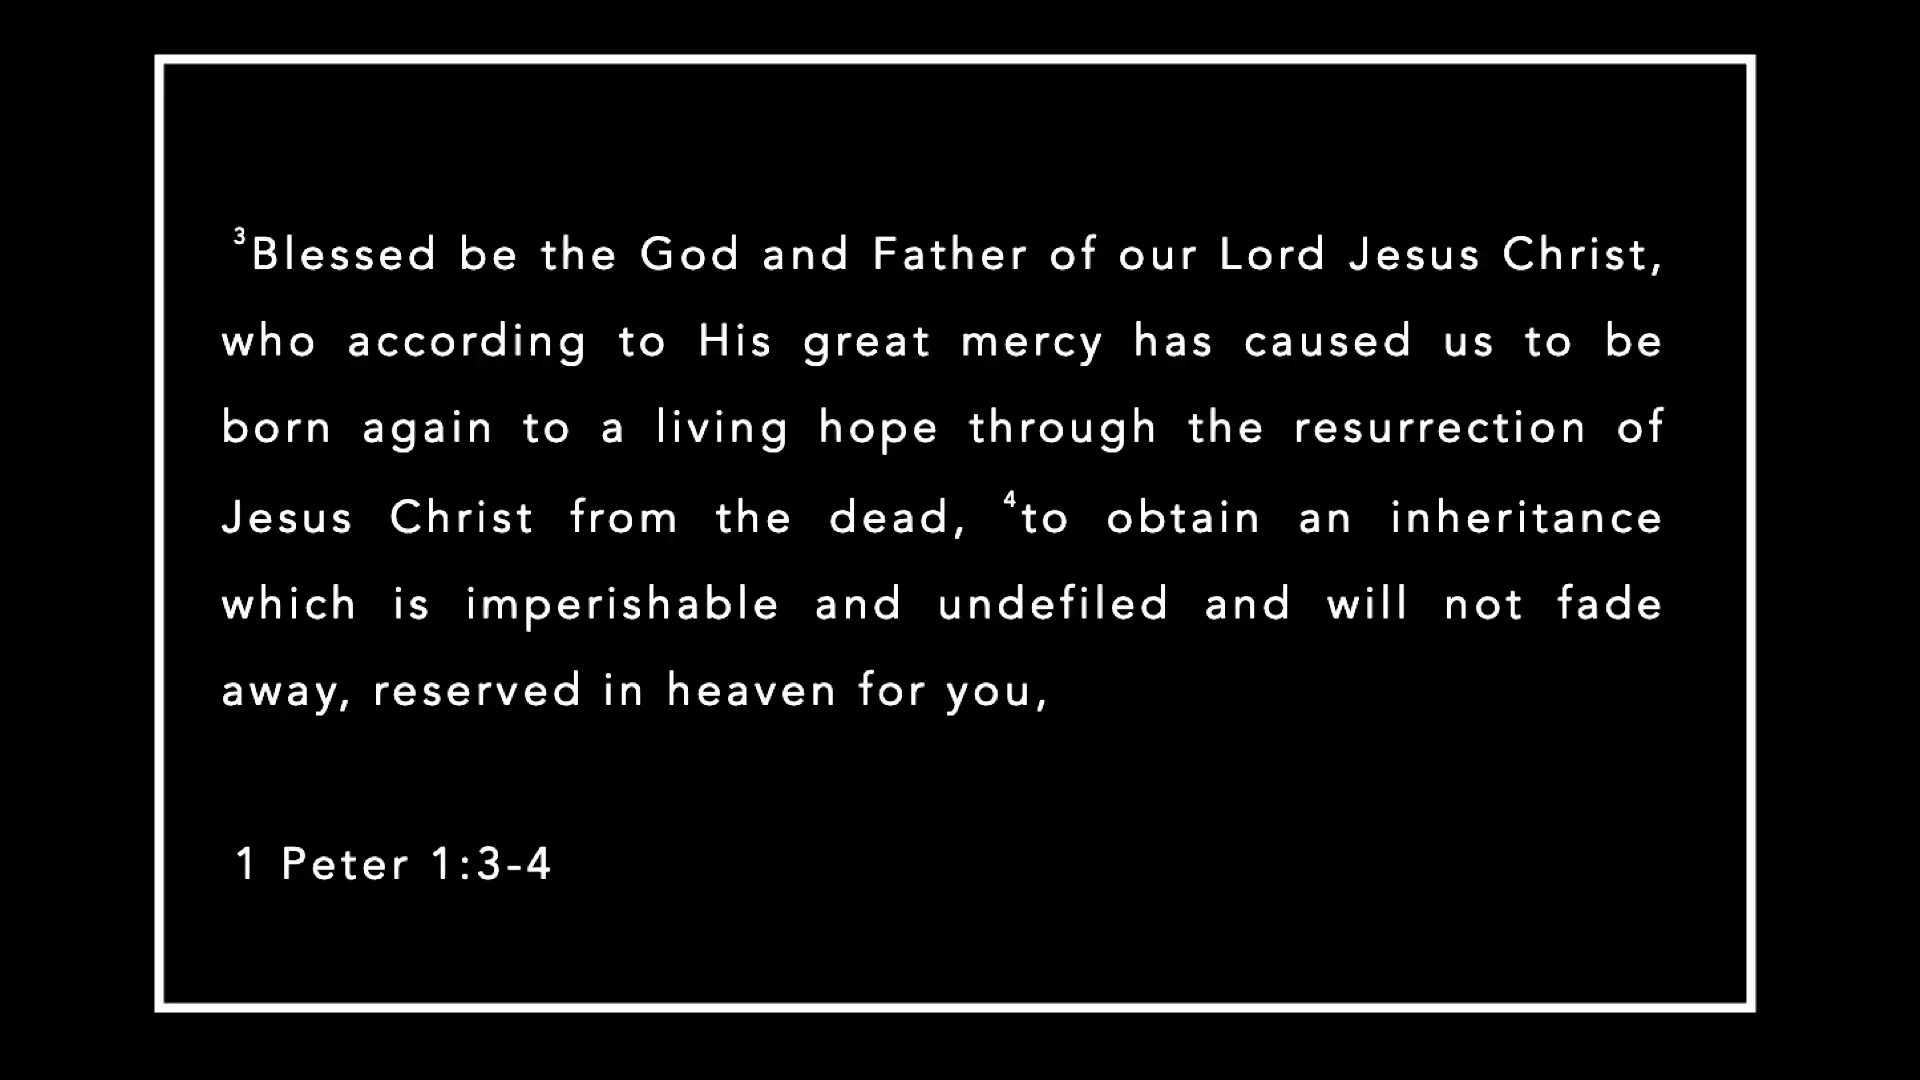 ³Blessed be the God and Father of our Lord Jesus Christ,
who according to His great mercy has caused us to be
born again to a living hope through the resurrection of
Jesus Christ from the dead, ⁴to obtain an inheritance
which is imperishable and undefiled and will not fade
away, reserved in heaven for you,
1 Peter 1:3-4